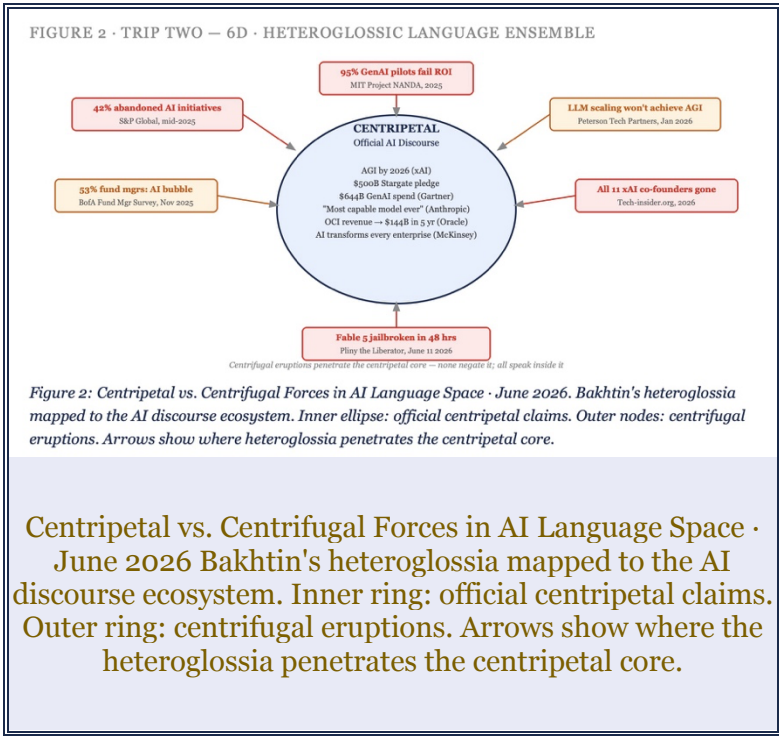 FIGURE 2 · TRIP TWO — 6D · HETEROGLOSSIC LANGUAGE ENSEMBLE
95% GenAI pilots fail ROI
MIT Project NANDA, 2025
42% abandoned AI initiatives
S&P Global, mid-2025
LLM scaling won't achieve AGI
Peterson Tech Partners, Jan 2026
CENTRIPETAL
Official AI Discourse
AGI by 2026 (xAI)
$500B Stargate pledge
$644B GenAI spend (Gartner)
"Most capable model ever" (Anthropic)
OCI revenue → $144B in 5 yr (Oracle)
AI transforms every enterprise (McKinsey)
53% fund mgrs: AI bubble
BofA Fund Mgr Survey, Nov 2025
All 11 xAI co-founders gone
Tech-insider.org, 2026
Fable 5 jailbroken in 48 hrs
Pliny the Liberator, June 11 2026
Centrifugal eruptions penetrate the centripetal core — none negate it; all speak inside it
Figure 2: Centripetal vs. Centrifugal Forces in AI Language Space · June 2026. Bakhtin's heteroglossia
mapped to the AI discourse ecosystem. Inner ellipse: official centripetal claims. Outer nodes: centrifugal
eruptions. Arrows show where heteroglossia penetrates the centripetal core.
Centripetal vs. Centrifugal Forces in AI Language Space ·
June 2026 Bakhtin's heteroglossia mapped to the AI
discourse ecosystem. Inner ring: official centripetal claims.
Outer ring: centrifugal eruptions. Arrows show where the
heteroglossia penetrates the centripetal core.